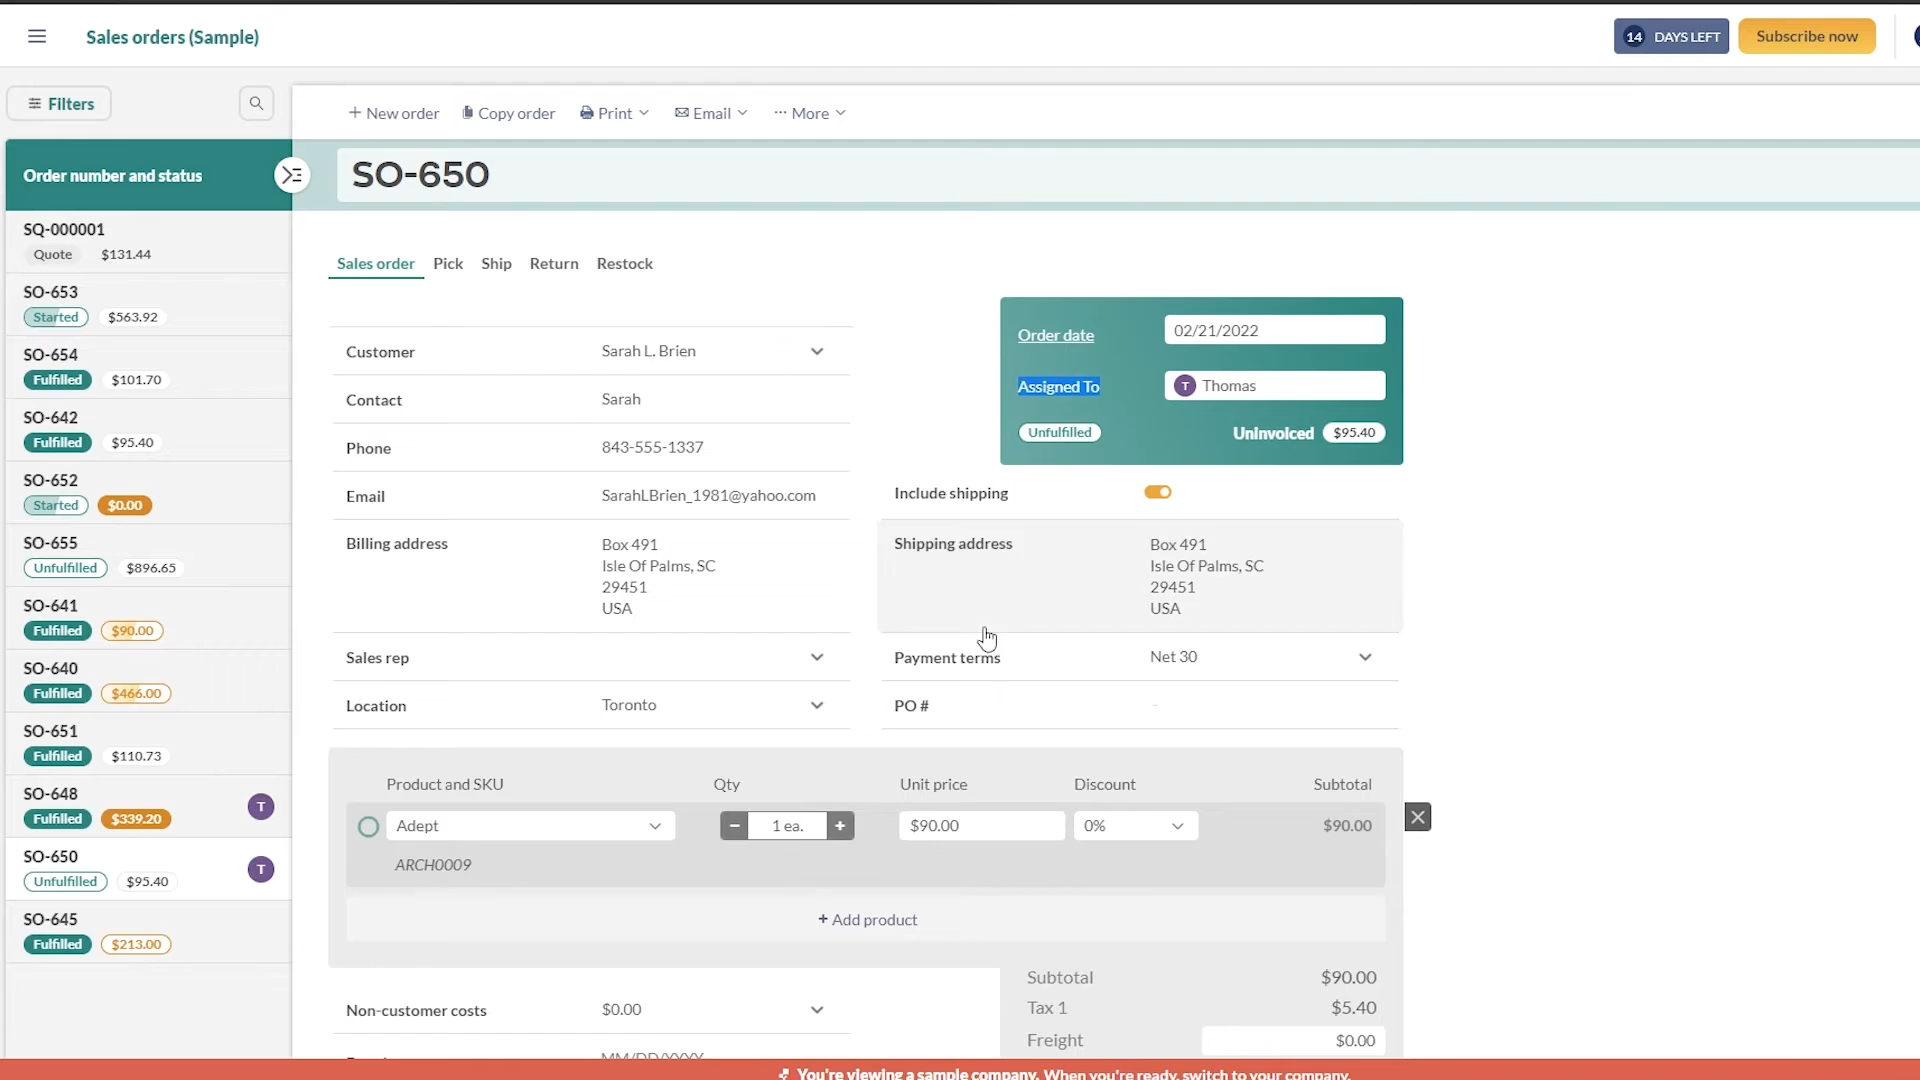 Sales orders (Sample)
14 DAYS LEFT
Subscribe now
Filters
+ New order
Copy order
Print
Email
··· More
Order number and status
SO-650
SQ-000001
Quote $131.44
SO-653
Started $563.92
SO-654
Fulfilled $101.70
SO-642
Fulfilled $95.40
SO-652
Started $0.00
SO-655
Unfulfilled $896.65
SO-641
Fulfilled $90.00
SO-640
Fulfilled $466.00
SO-651
Fulfilled $110.73
SO-648
Fulfilled $339.20
T
SO-650
Unfulfilled $95.40
T
SO-645
Fulfilled $213.00
Sales order Pick Ship Return Restock
Customer Sarah L. Brien
Contact Sarah
Phone 843-555-1337
Email SarahLBrien_1981@yahoo.com
Billing address Box 491
Isle Of Palms, SC
29451
USA
Sales rep
Location Toronto
Order date 02/21/2022
Assigned To T Thomas
Unfulfilled Uninvoiced $95.40
Include shipping
Shipping address Box 491
Isle Of Palms, SC
29451
USA
Payment terms Net 30
PO # –
Product and SKU Qty Unit price Discount Subtotal
Adept − 1 ea. + $90.00 0% $90.00
ARCH0009
+ Add product
Non-customer costs $0.00
MM/DD/YYYY
Subtotal $90.00
Tax 1 $5.40
Freight $0.00
You're viewing a sample company. When you're ready, switch to your company.